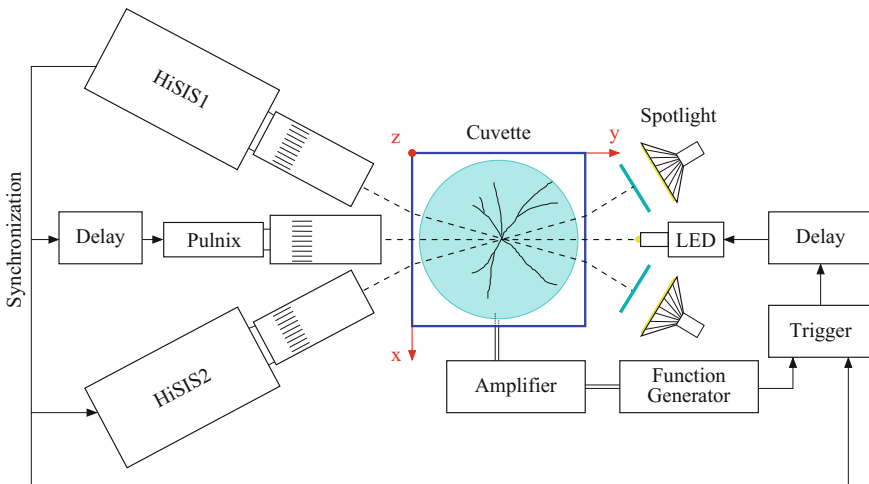 HiSIS1
z
Cuvette
y
Spotlight
Synchronization
Delay
Pulnix
LED
Delay
HiSIS2
x
Amplifier
Function
Generator
Trigger